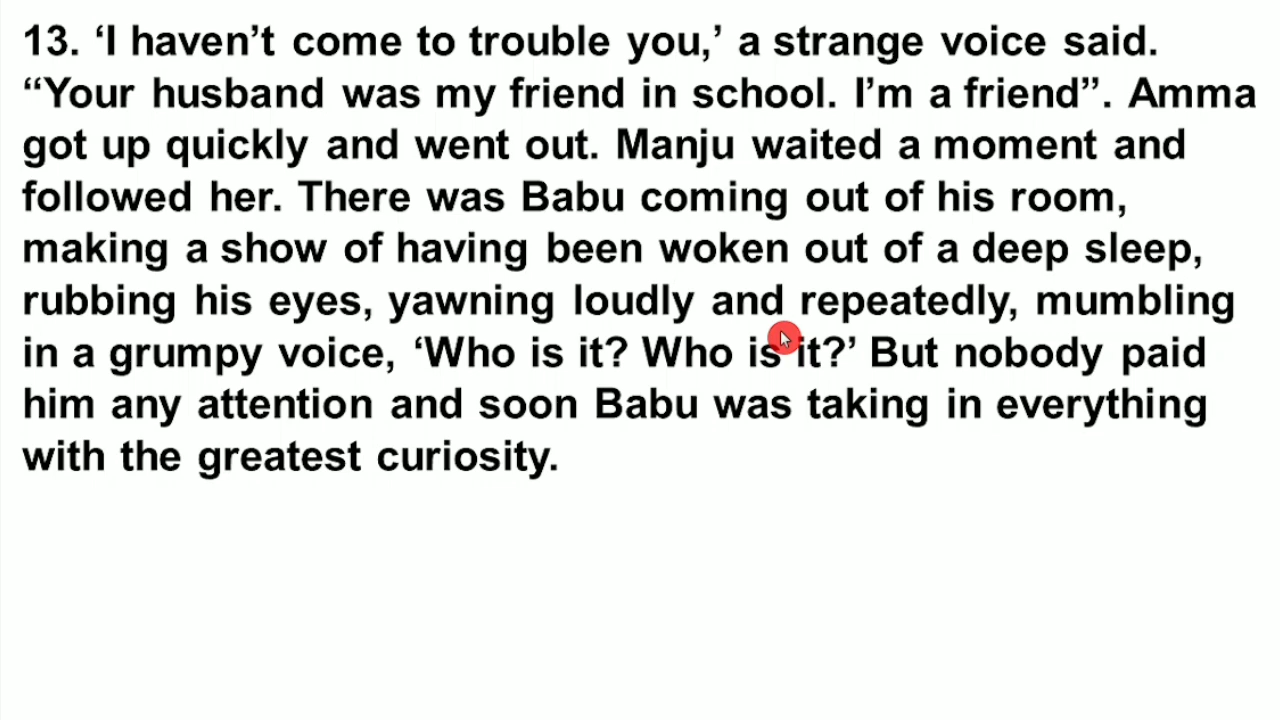 13. ‘I haven’t come to trouble you,’ a strange voice said.
“Your husband was my friend in school. I’m a friend”. Amma
got up quickly and went out. Manju waited a moment and
followed her. There was Babu coming out of his room,
making a show of having been woken out of a deep sleep,
rubbing his eyes, yawning loudly and repeatedly, mumbling
in a grumpy voice, ‘Who is it? Who is it?’ But nobody paid
him any attention and soon Babu was taking in everything
with the greatest curiosity.